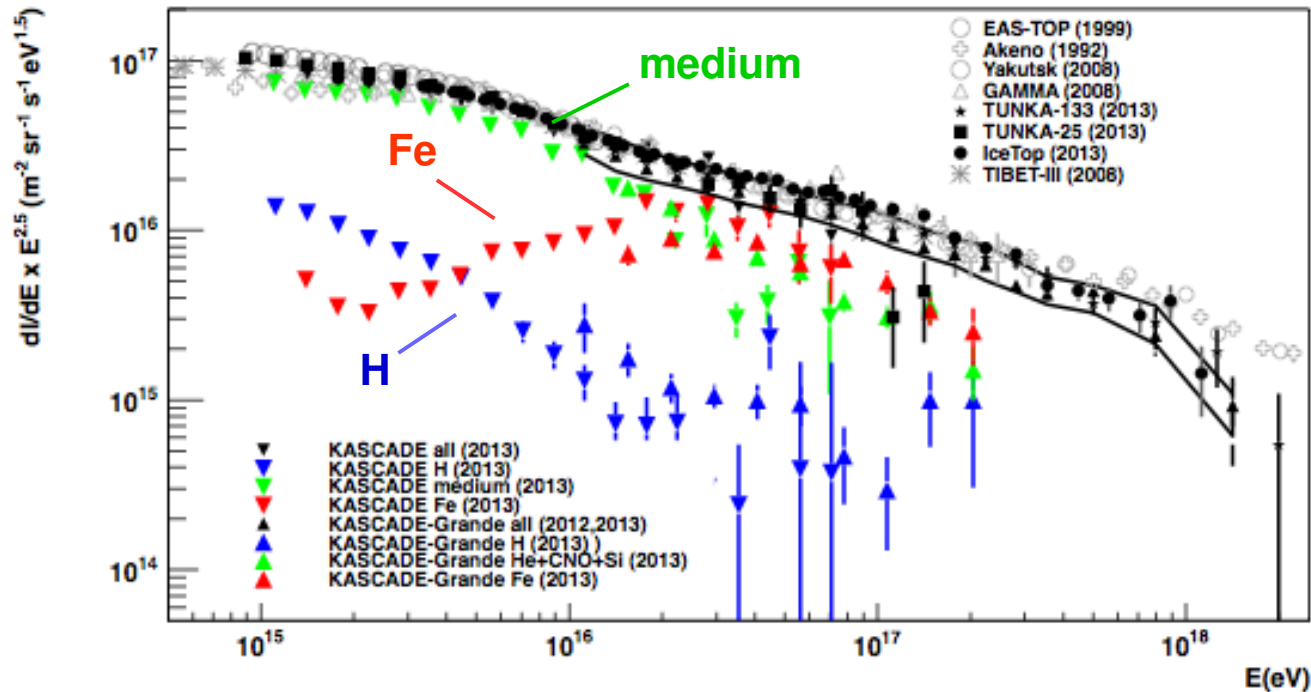 dI/dE x E^2.5 (m^-2 sr^-1 s^-1 eV^1.5)
10^17
10^16
10^15
10^14
medium
Fe
H
EAS-TOP (1999)
Akeno (1992)
Yakutsk (2008)
GAMMA (2008)
TUNKA-133 (2013)
TUNKA-25 (2013)
IceTop (2013)
TIBET-III (2008)
KASCADE all (2013)
KASCADE H (2013)
KASCADE medium (2013)
KASCADE Fe (2013)
KASCADE-Grande all (2012,2013)
KASCADE-Grande H (2013) )
KASCADE-Grande He+CNO+Si (2013)
KASCADE-Grande Fe (2013)
10^15
10^16
10^17
10^18
E(eV)